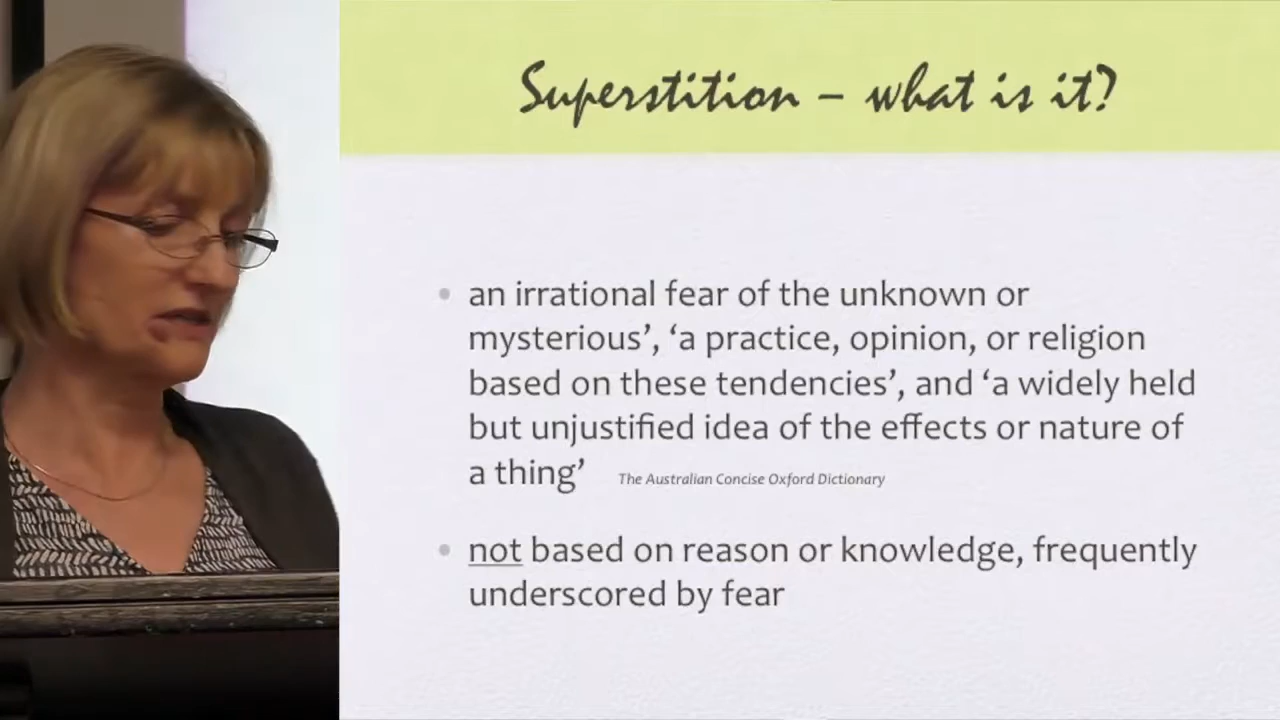 Superstition – what is it?
an irrational fear of the unknown or
mysterious’, ‘a practice, opinion, or religion
based on these tendencies’, and ‘a widely held
but unjustified idea of the effects or nature of
a thing’ The Australian Concise Oxford Dictionary
not based on reason or knowledge, frequently
underscored by fear